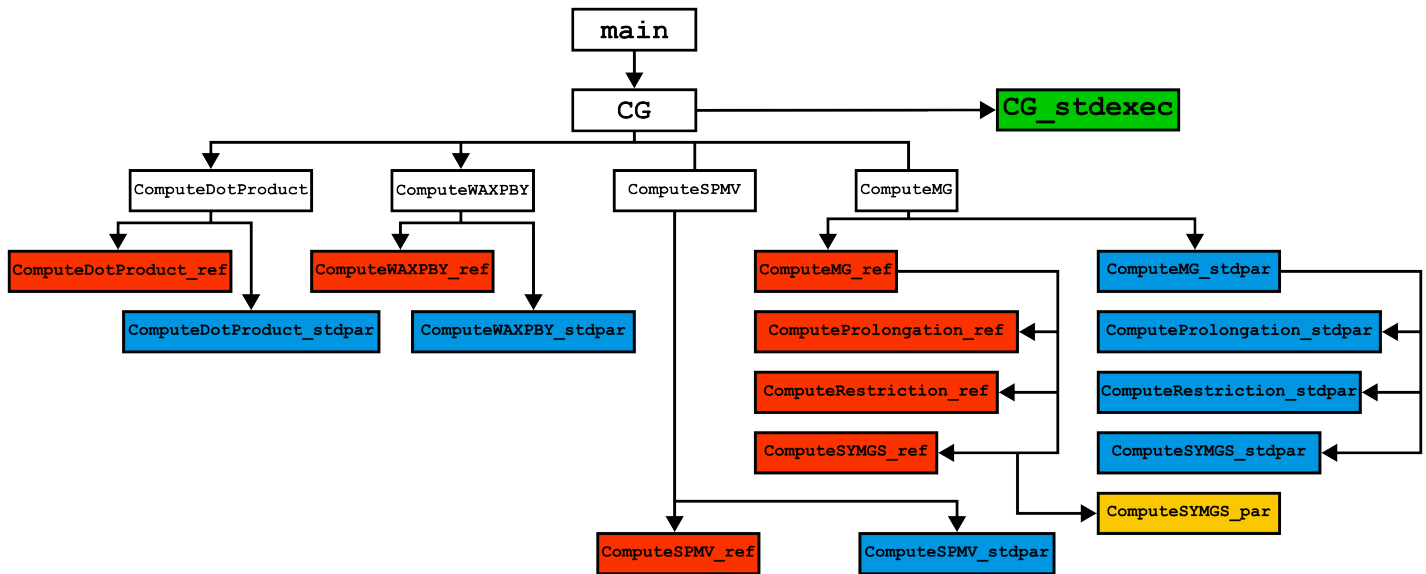 main
CG
CG_stdexec
ComputeDotProduct
ComputeWAXPBY
ComputeSPMV
ComputeMG
ComputeDotProduct_ref
ComputeWAXPBY_ref
ComputeMG_ref
ComputeMG_stdpar
ComputeDotProduct_stdpar
ComputeWAXPBY_stdpar
ComputeProlongation_ref
ComputeProlongation_stdpar
ComputeRestriction_ref
ComputeRestriction_stdpar
ComputeSYMGS_ref
ComputeSYMGS_stdpar
ComputeSYMGS_par
ComputeSPMV_ref
ComputeSPMV_stdpar